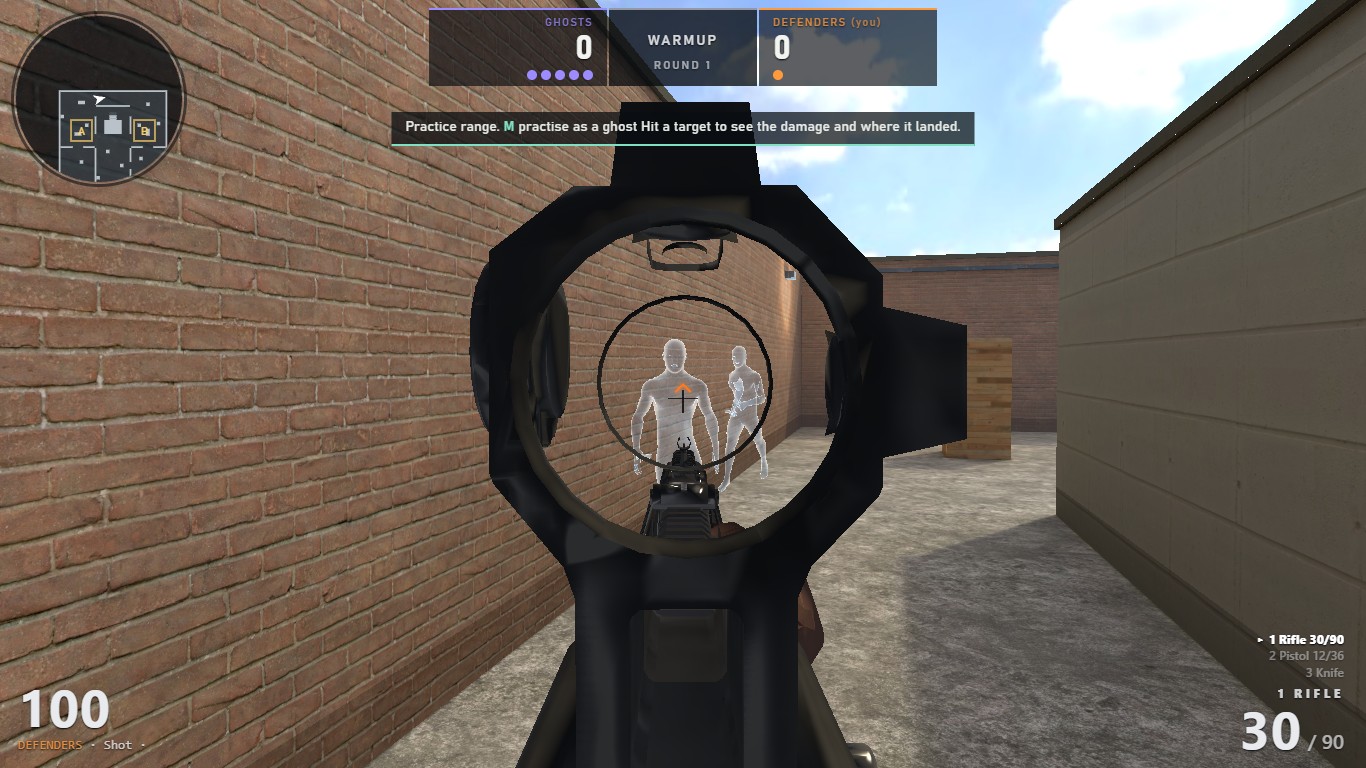 GHOSTS
0
WARMUP
ROUND 1
DEFENDERS (you)
0
Practice range. M practise as a ghost Hit a target to see the damage and where it landed.
A
B
▸ 1 Rifle 30/90
2 Pistol 12/36
3 Knife
1 RIFLE
30 / 90
100
DEFENDERS · Shot ·